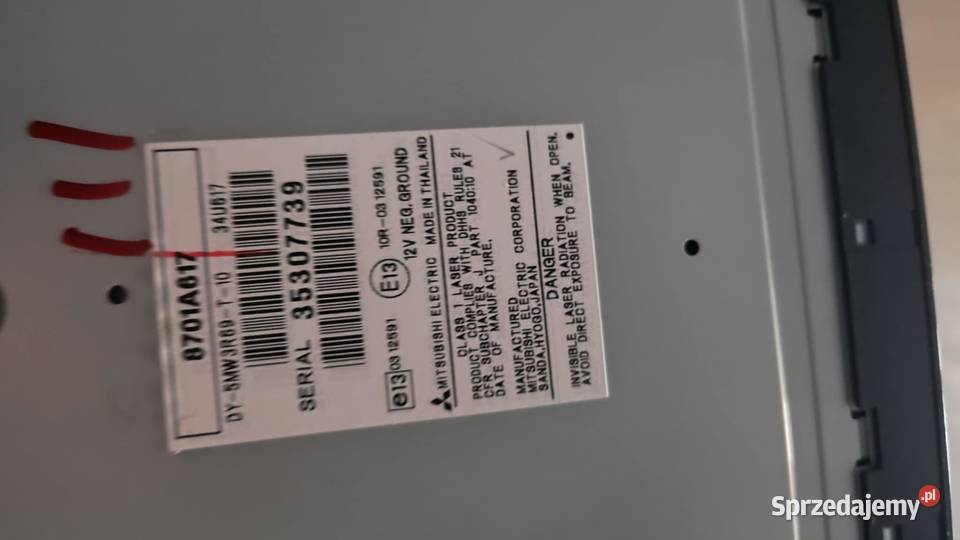 8701A617
DY-5MW3R69-T-10 34U617
SERIAL 35307739
e13 03 12591 E13 10R-03 12591
12V NEG. GROUND
MITSUBISHI ELECTRIC MADE IN THAILAND
CLASS 1 LASER PRODUCT
PRODUCT COMPLIES WITH DHHS RULES 21
CFR SUBCHAPTER J PART 1040:10 AT
DATE OF MANUFACTURE.
MANUFACTURED
MITSUBISHI ELECTRIC CORPORATION
SANDA,HYOGO,JAPAN
DANGER
INVISIBLE LASER RADIATION WHEN OPEN.
AVOID DIRECT EXPOSURE TO BEAM.
Sprzedajemy.pl